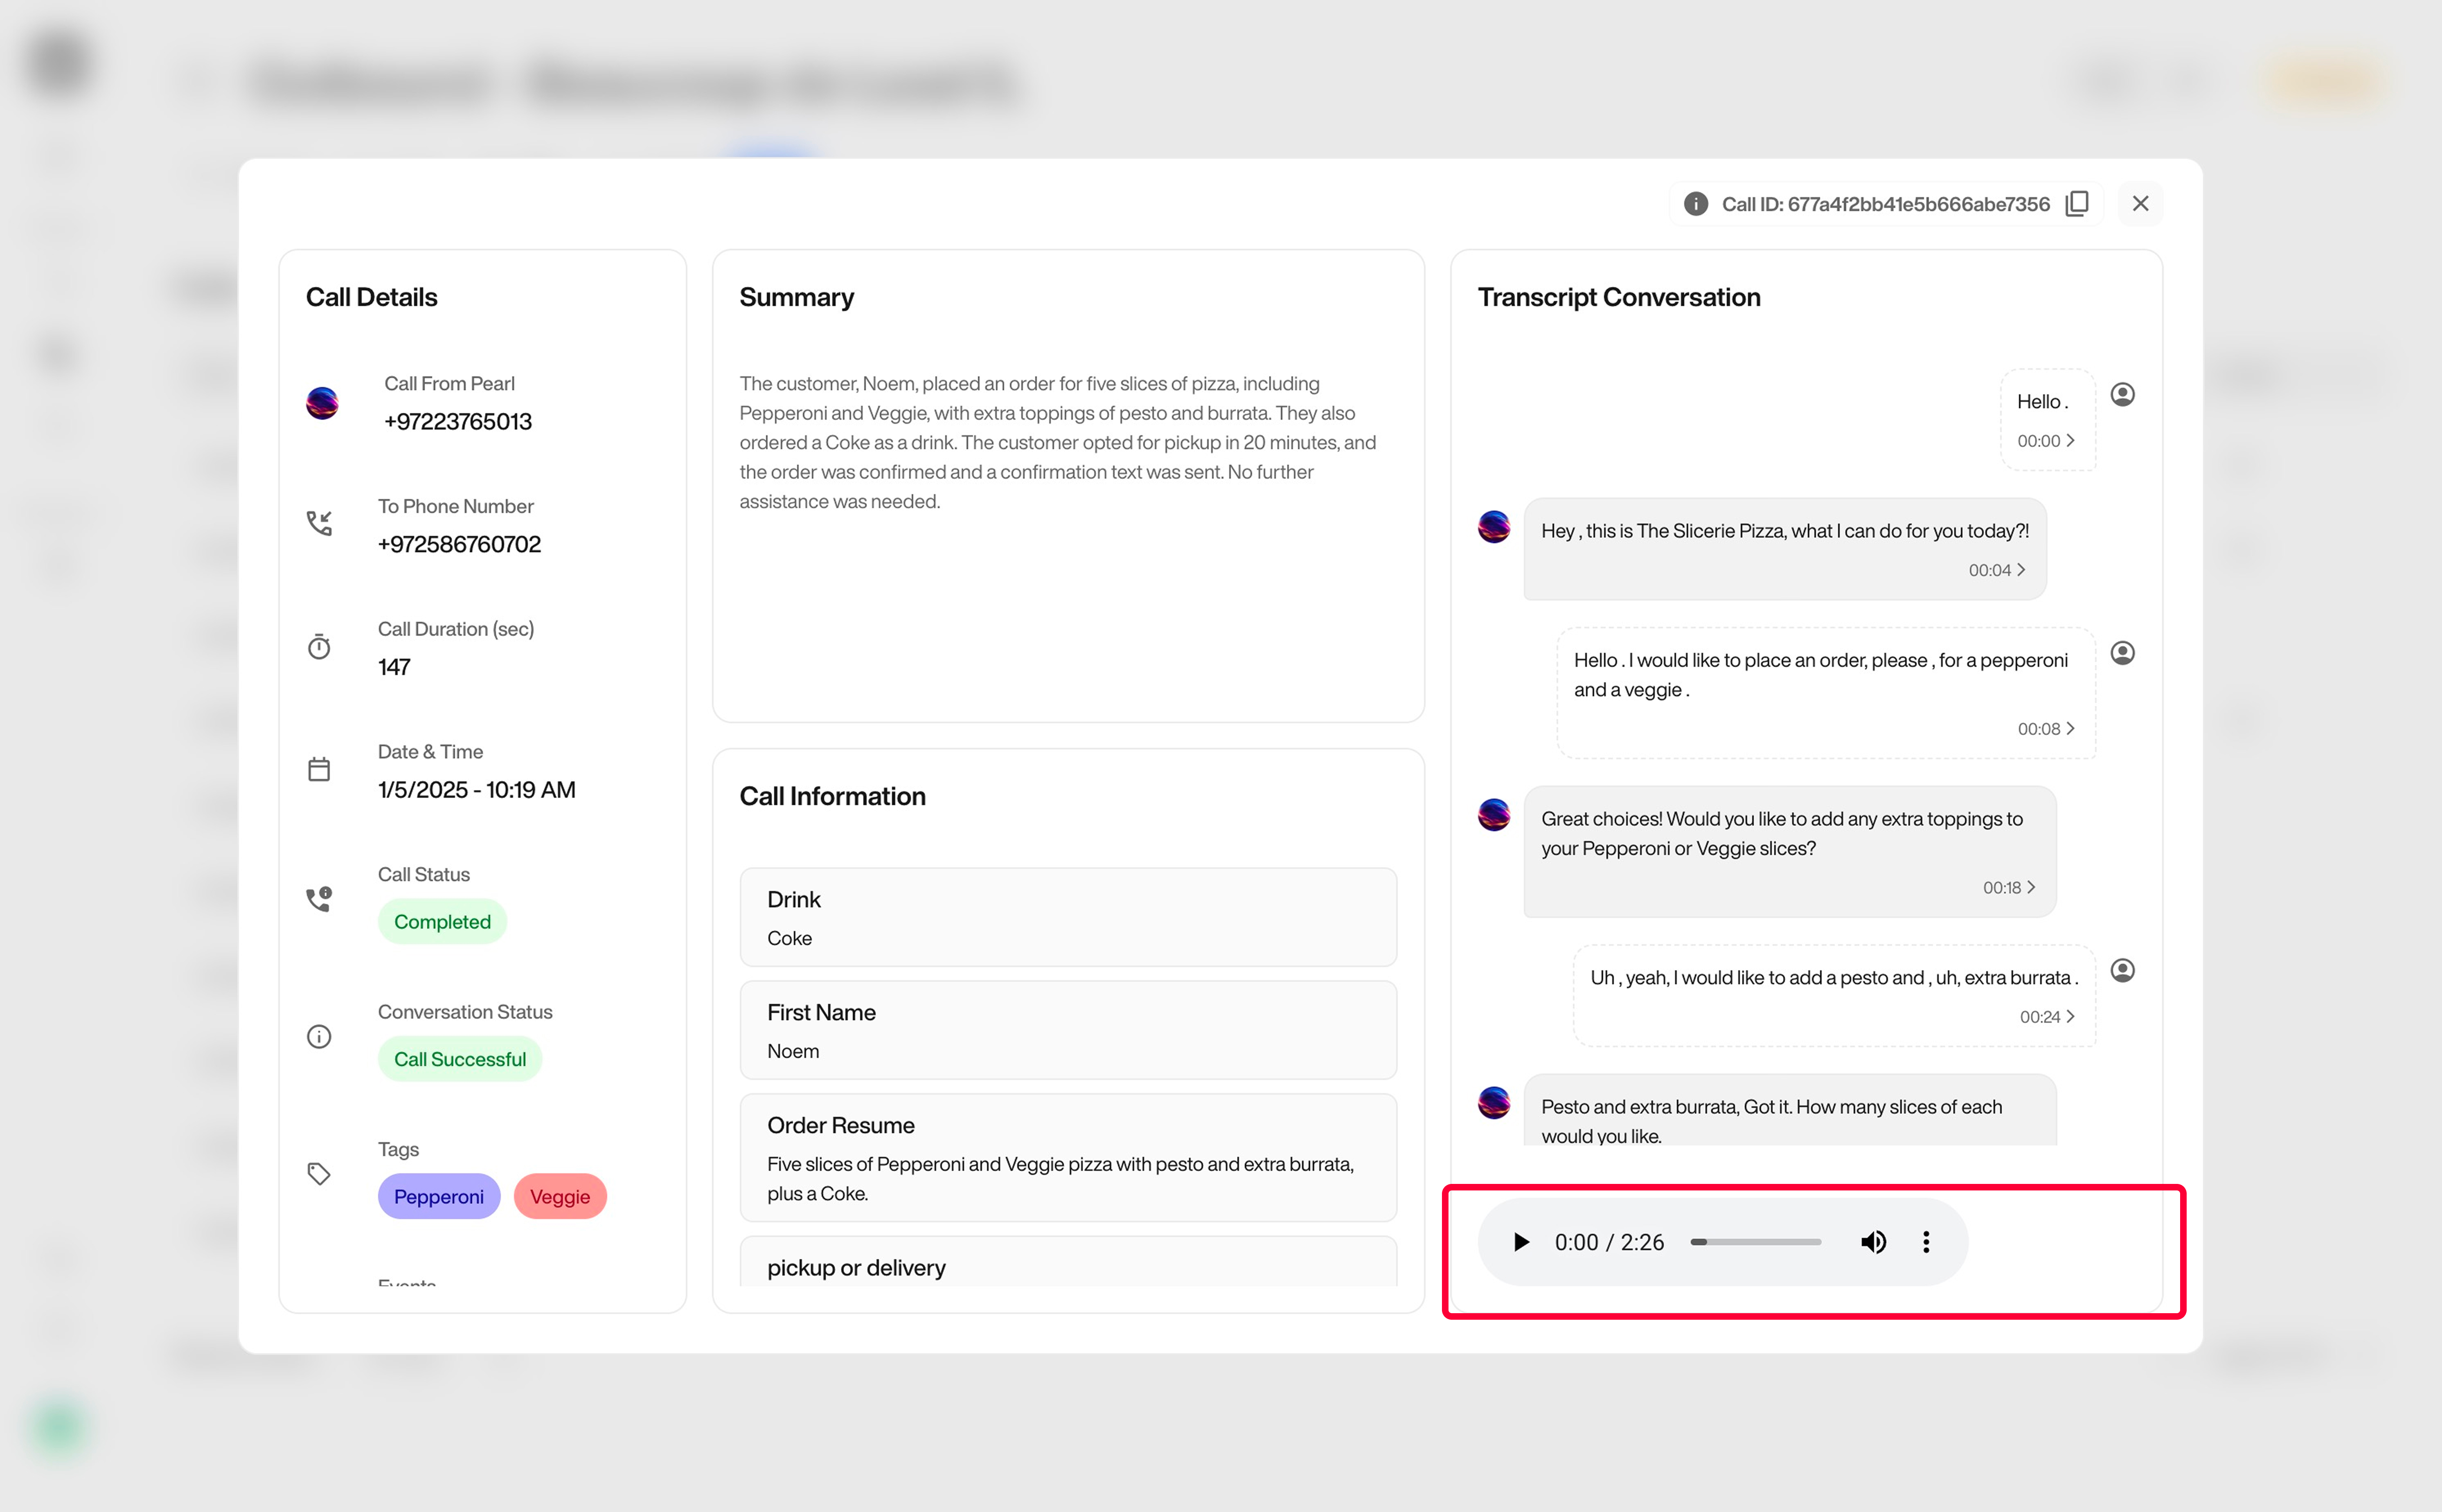 Call ID: 677a4f2bb41e5b666abe7356
Call Details
Call From Pearl
+97223765013
To Phone Number
+972586760702
Call Duration (sec)
147
Date & Time
1/5/2025 - 10:19 AM
Call Status
Completed
Conversation Status
Call Successful
Tags
Pepperoni Veggie
Events
Summary
The customer, Noem, placed an order for five slices of pizza, including
Pepperoni and Veggie, with extra toppings of pesto and burrata. They also
ordered a Coke as a drink. The customer opted for pickup in 20 minutes, and
the order was confirmed and a confirmation text was sent. No further
assistance was needed.
Call Information
Drink
Coke
First Name
Noem
Order Resume
Five slices of Pepperoni and Veggie pizza with pesto and extra burrata,
plus a Coke.
pickup or delivery
Transcript Conversation
Hello .
00:00
Hey , this is The Slicerie Pizza, what I can do for you today?!
00:04
Hello . I would like to place an order, please , for a pepperoni
and a veggie .
00:08
Great choices! Would you like to add any extra toppings to
your Pepperoni or Veggie slices?
00:18
Uh , yeah, I would like to add a pesto and , uh, extra burrata .
00:24
Pesto and extra burrata, Got it. How many slices of each
would you like.
0:00 / 2:26